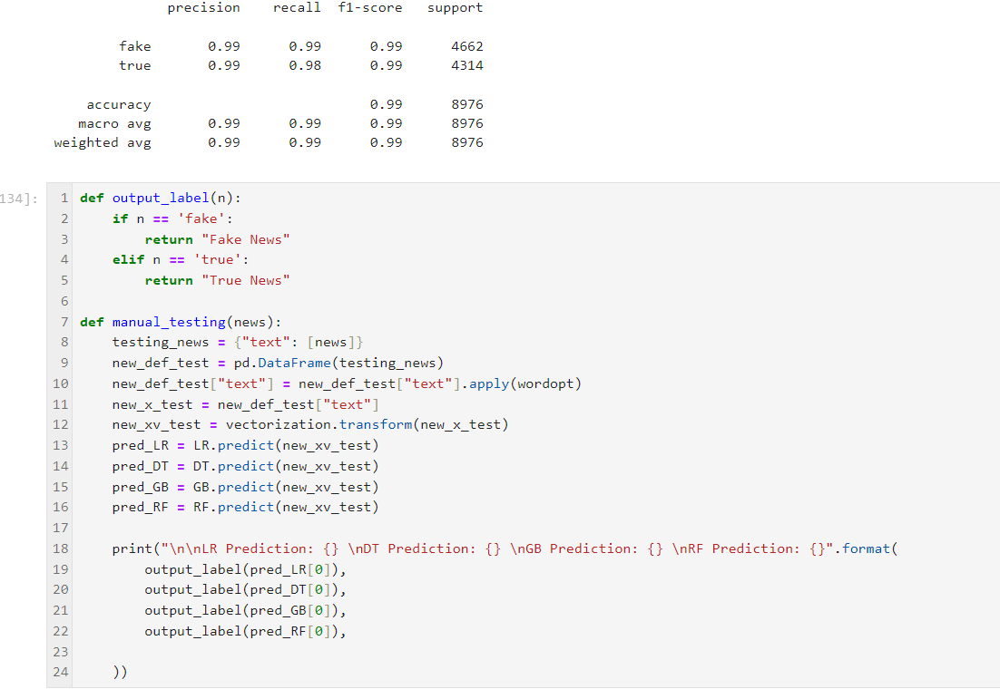 precision recall f1-score support
fake 0.99 0.99 0.99 4662
true 0.99 0.98 0.99 4314
accuracy 0.99 8976
macro avg 0.99 0.99 0.99 8976
weighted avg 0.99 0.99 0.99 8976
134]:
1 def output_label(n):
2     if n == 'fake':
3         return "Fake News"
4     elif n == 'true':
5         return "True News"
6
7 def manual_testing(news):
8     testing_news = {"text": [news]}
9     new_def_test = pd.DataFrame(testing_news)
10     new_def_test["text"] = new_def_test["text"].apply(wordopt)
11     new_x_test = new_def_test["text"]
12     new_xv_test = vectorization.transform(new_x_test)
13     pred_LR = LR.predict(new_xv_test)
14     pred_DT = DT.predict(new_xv_test)
15     pred_GB = GB.predict(new_xv_test)
16     pred_RF = RF.predict(new_xv_test)
17
18     print("\n\nLR Prediction: {} \nDT Prediction: {} \nGB Prediction: {} \nRF Prediction: {}".format(
19         output_label(pred_LR[0]),
20         output_label(pred_DT[0]),
21         output_label(pred_GB[0]),
22         output_label(pred_RF[0]),
23
24     ))